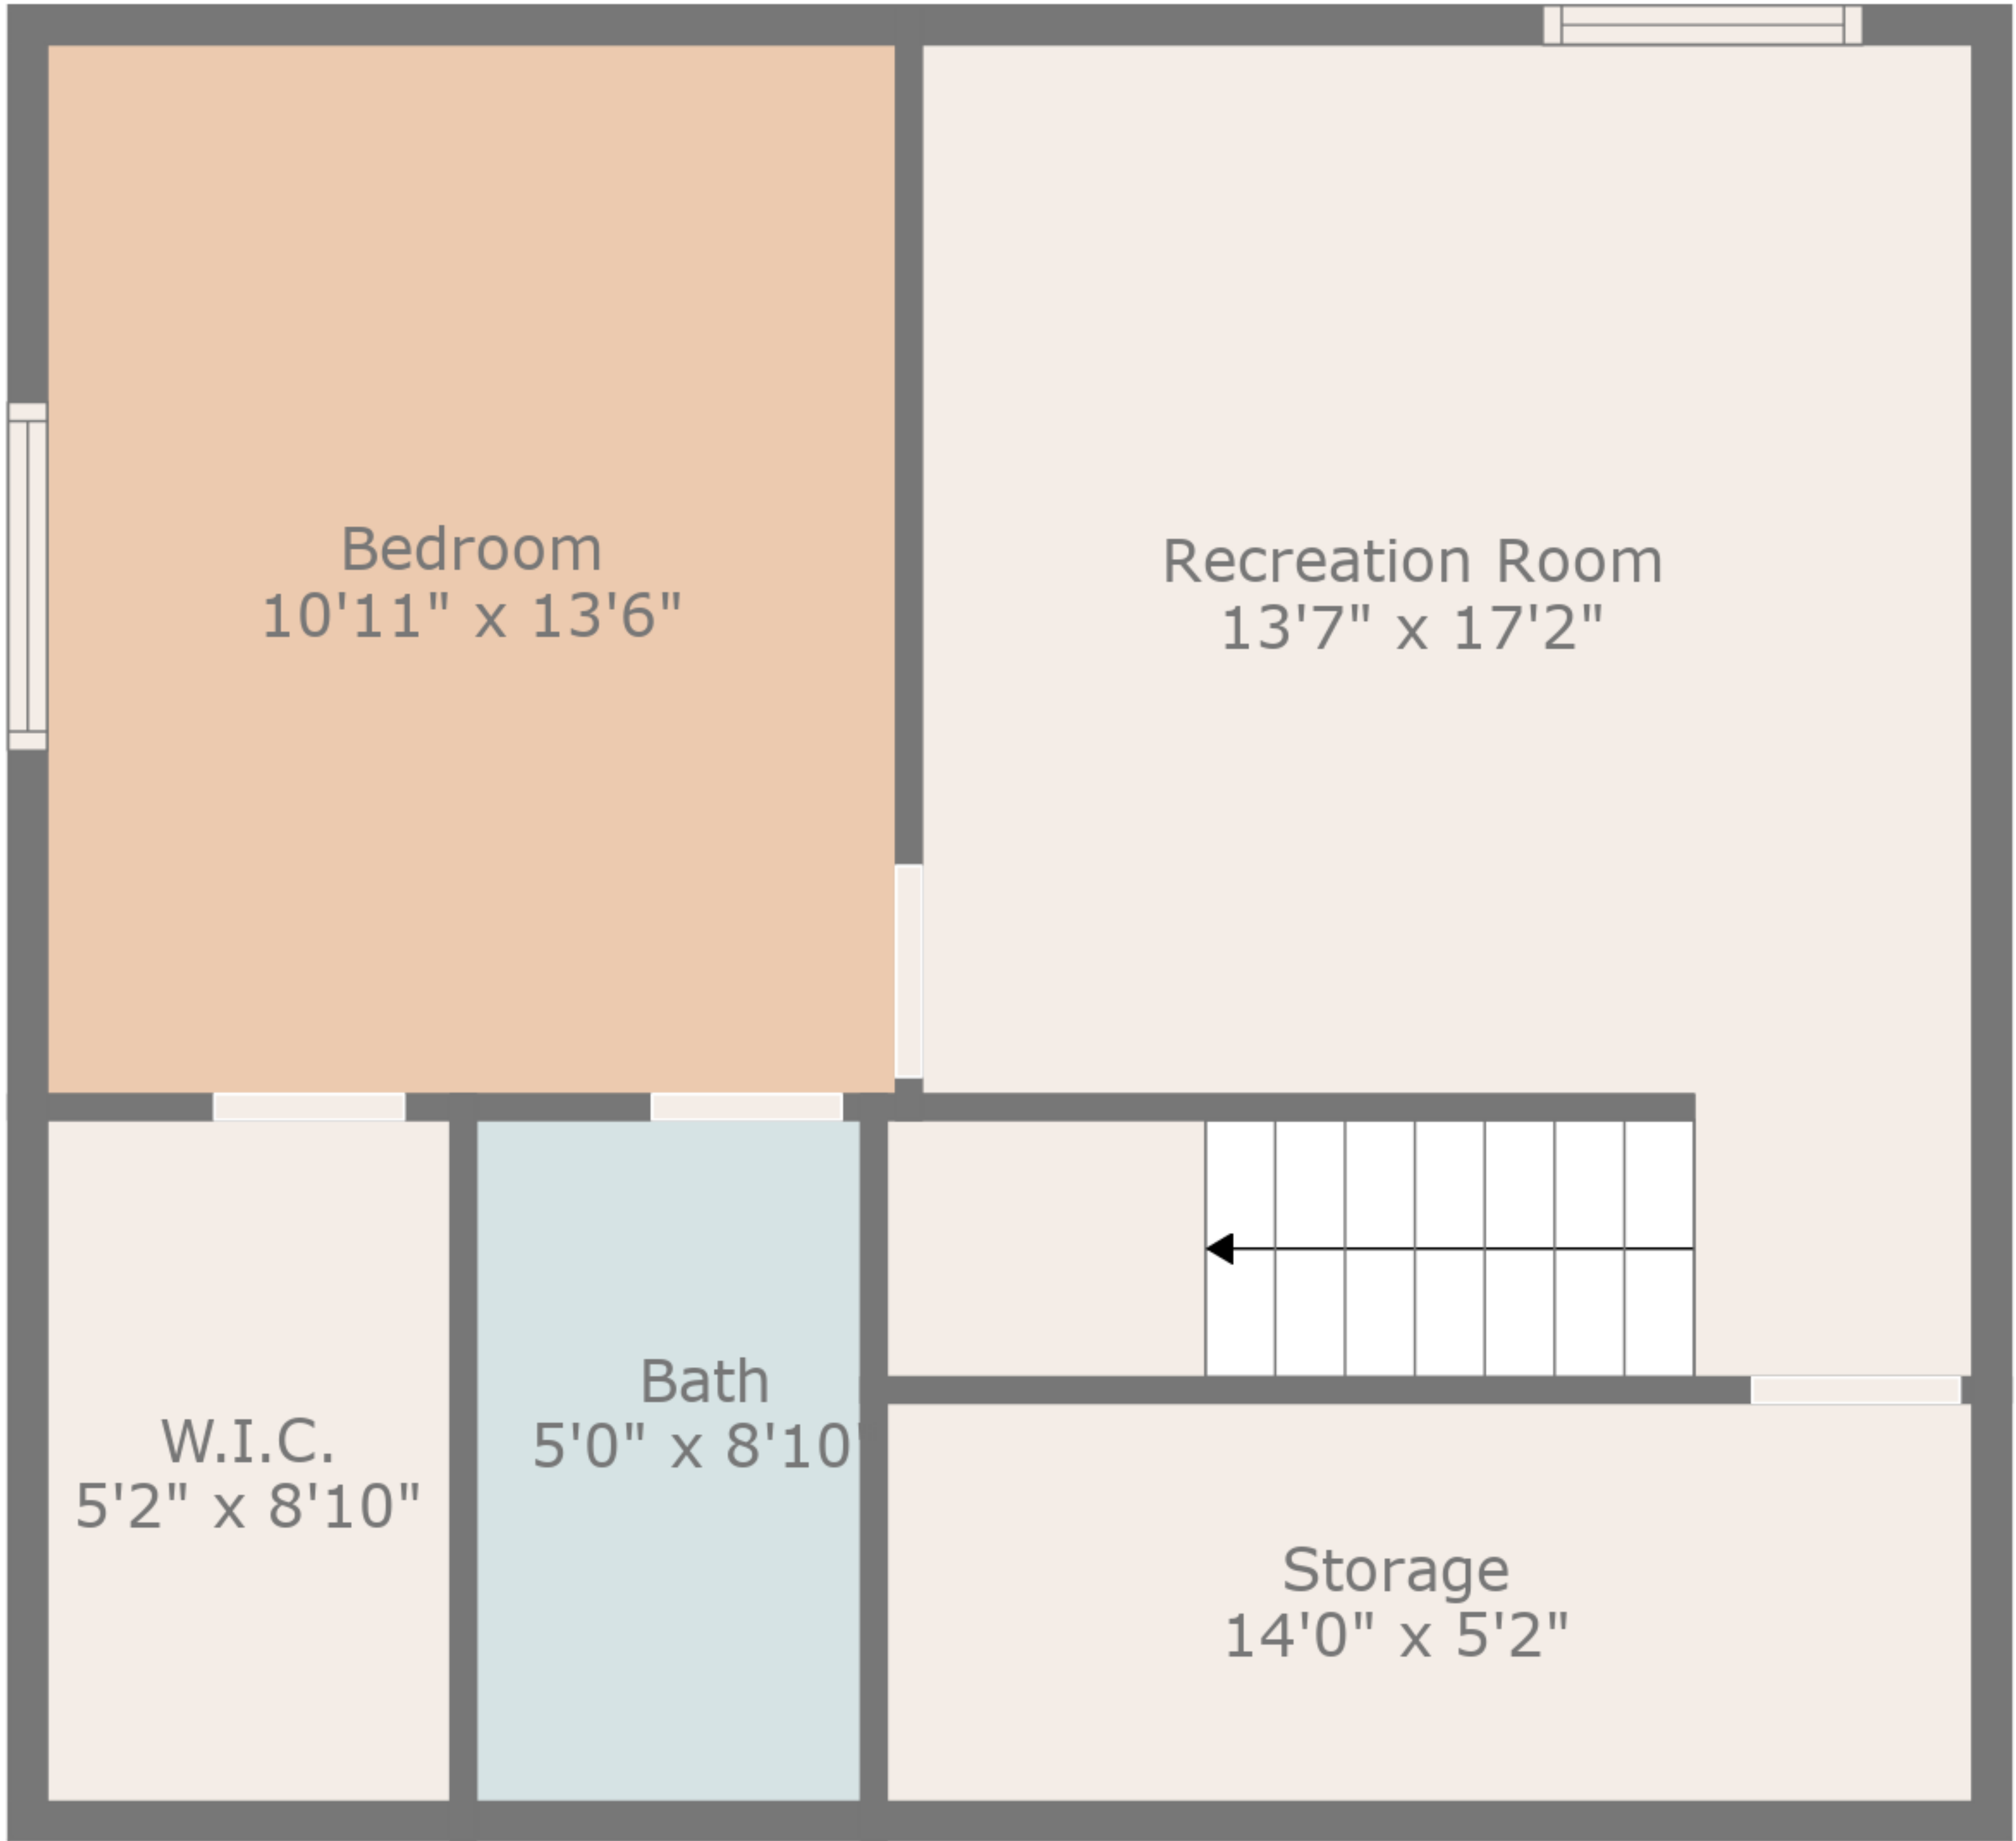 Bedroom
10'11" x 13'6"
Recreation Room
13'7" x 17'2"
Bath
5'0" x 8'10'
W.I.C.
5'2" x 8'10"
Storage
14'0" x 5'2"